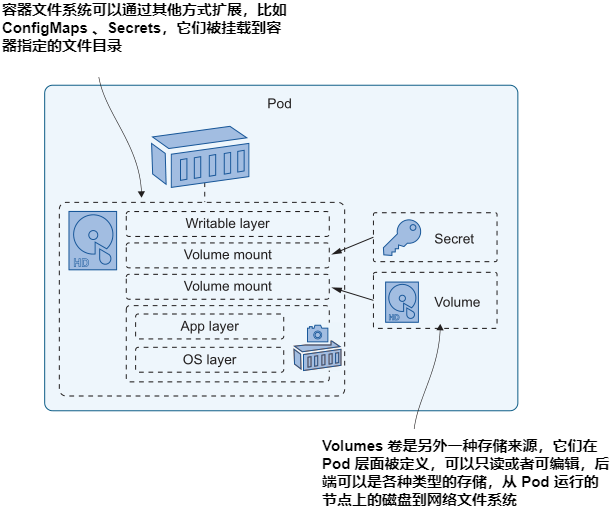 容器文件系统可以通过其他方式扩展，比如
ConfigMaps 、Secrets，它们被挂载到容
器指定的文件目录
Pod
Writable layer
Volume mount
Secret
Volume mount
Volume
App layer
OS layer
HD
HD
Volumes 卷是另外一种存储来源，它们在
Pod 层面被定义，可以只读或者可编辑，后
端可以是各种类型的存储，从 Pod 运行的
节点上的磁盘到网络文件系统